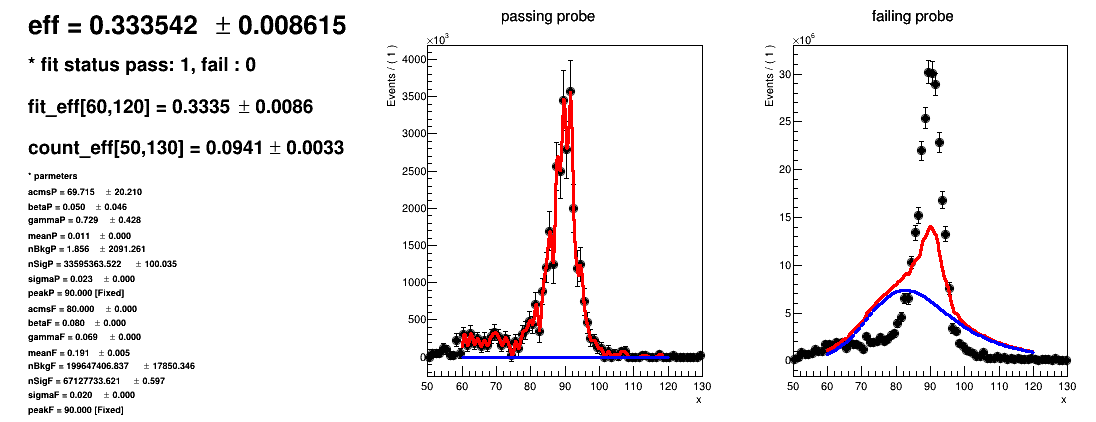 eff = 0.333542 ± 0.008615
* fit status pass: 1, fail : 0
fit_eff[60,120] = 0.3335 ± 0.0086
count_eff[50,130] = 0.0941 ± 0.0033
* parmeters
acmsP = 69.715 ± 20.210
betaP = 0.050 ± 0.046
gammaP = 0.729 ± 0.428
meanP = 0.011 ± 0.000
nBkgP = 1.856 ± 2091.261
nSigP = 33595363.522 ± 100.035
sigmaP = 0.023 ± 0.000
peakP = 90.000 [Fixed]
acmsF = 80.000 ± 0.000
betaF = 0.080 ± 0.000
gammaF = 0.069 ± 0.000
meanF = 0.191 ± 0.005
nBkgF = 199647406.837 ± 17850.346
nSigF = 67127733.621 ± 0.597
sigmaF = 0.020 ± 0.000
peakF = 90.000 [Fixed]
passing probe
×10³
Events / ( 1 )
4000
3500
3000
2500
2000
1500
1000
500
0
50 60 70 80 90 100 110 120 130
x
failing probe
×10⁶
Events / ( 1 )
30
25
20
15
10
5
0
50 60 70 80 90 100 110 120 130
x